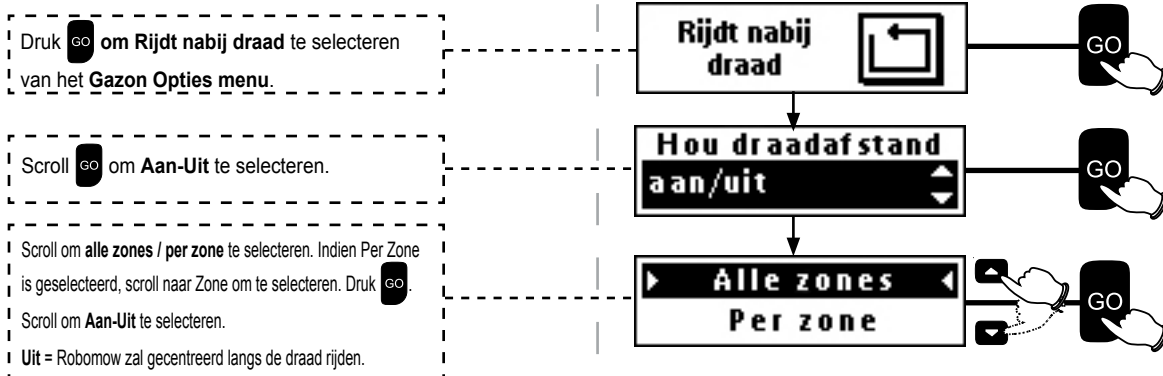 Druk GO om Rijdt nabij draad te selecteren
van het Gazon Opties menu.
Rijdt nabij
draad
GO
Scroll GO om Aan-Uit te selecteren.
Hou draadafstand
aan/uit
GO
Scroll om alle zones / per zone te selecteren. Indien Per Zone
is geselecteerd, scroll naar Zone om te selecteren. Druk GO.
Scroll om Aan-Uit te selecteren.
Uit = Robomow zal gecentreerd langs de draad rijden.
Alle zones
Per zone
GO